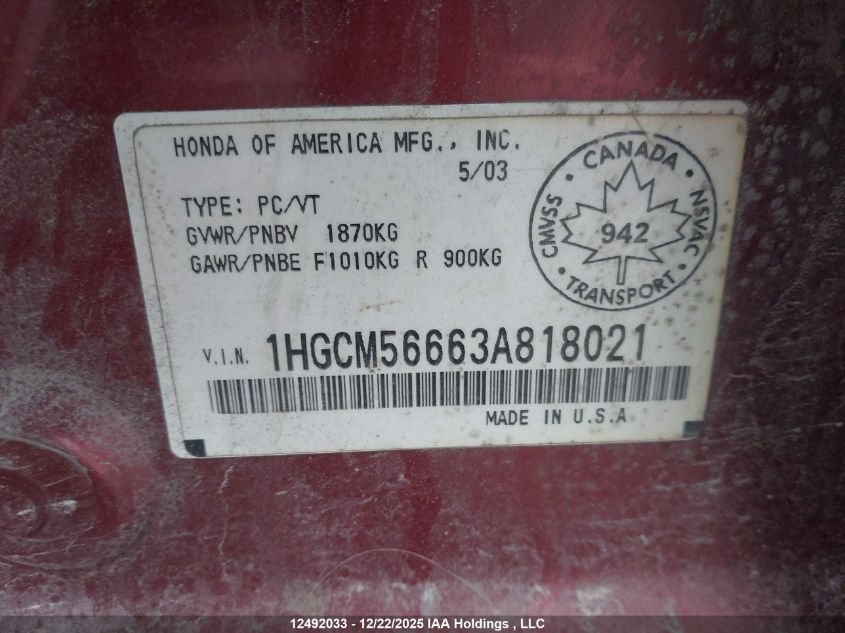 HONDA OF AMERICA MFG., INC.
5/03
TYPE: PC/VT
GVWR/PNBV 1870KG
GAWR/PNBE F1010KG R 900KG
CMVSS • CANADA • NSVAC • TRANSPORT •
942
V.I.N. 1HGCM56663A818021
MADE IN U.S.A
12492033 - 12/22/2025 IAA Holdings , LLC